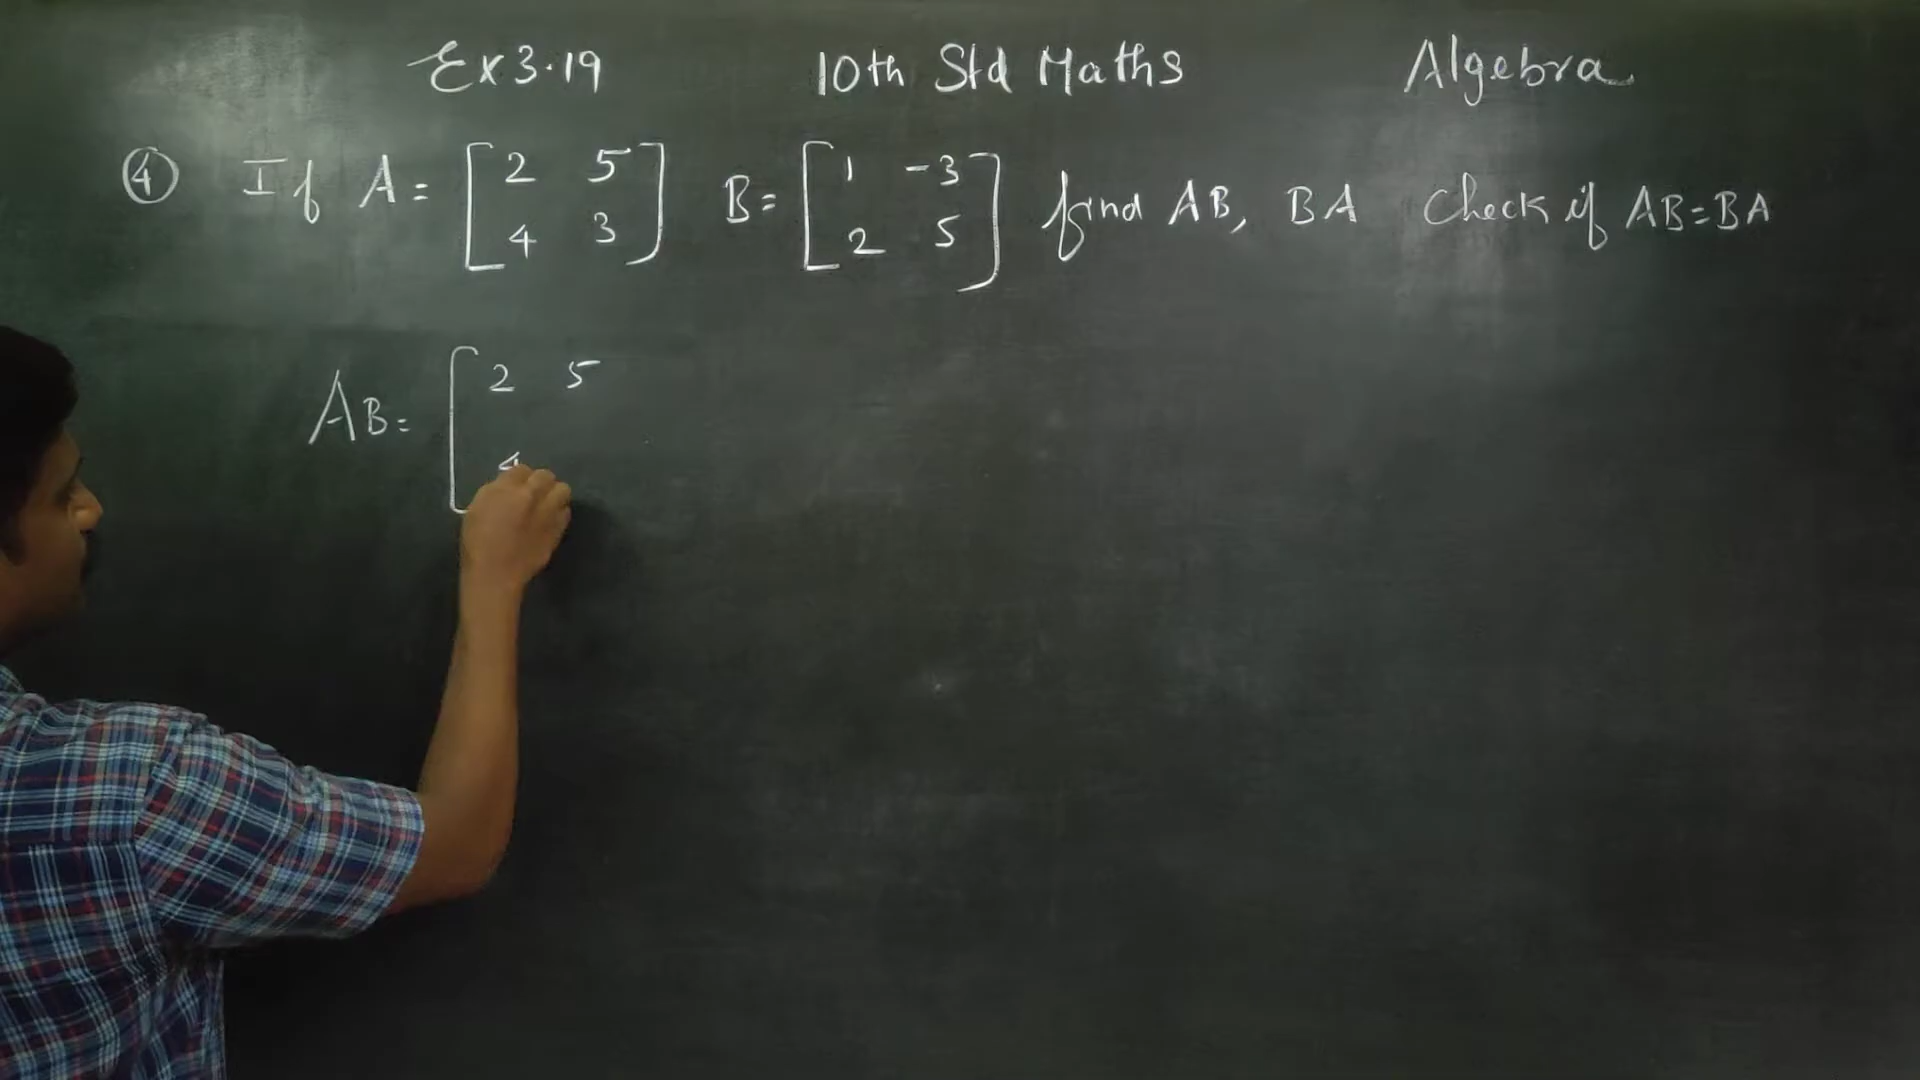 Ex 3.19 10th Std Maths Algebra
④ If A = [2 5 B = [1 -3] find AB, BA Check if AB=BA
4 3] 2 5]
AB = [2 5
4